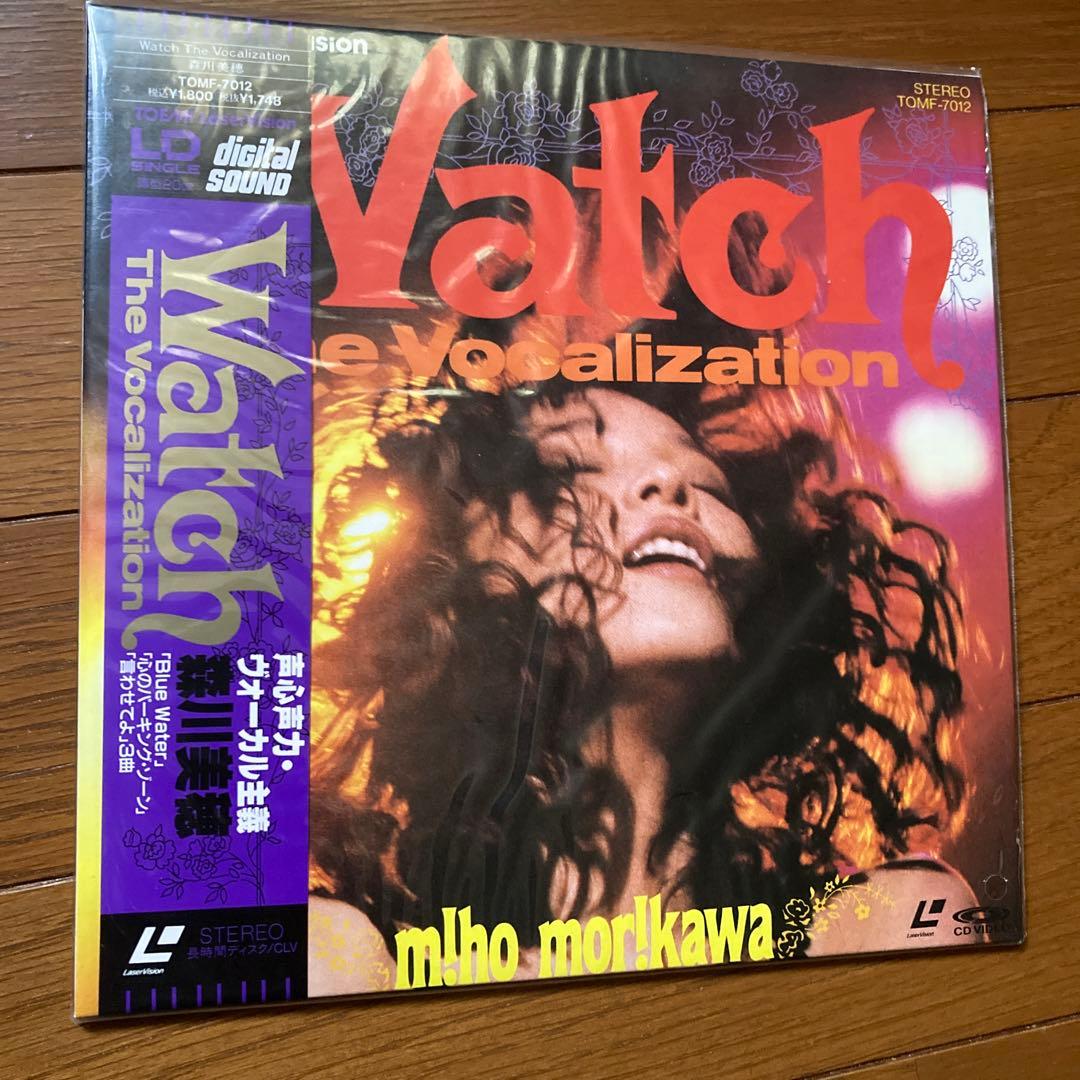 Watch The Vocalization
森川美穂
TOMF-7012
税込¥1,800 税抜¥1,748
TOEMI LaserVision
LD
SINGLE
digital
SOUND
Watch
The Vocalization
声心声力・
ヴォーカル主義
森川美穂
「Blue Water」
「心のパーキング・ゾーン」
「言わせてよ」3曲
LaserVision
STEREO
長時間ディスク/CLV
ision
STEREO
TOMF-7012
Watch
he Vocalization
m!ho mor!kawa
LaserVision
CD VIDEO